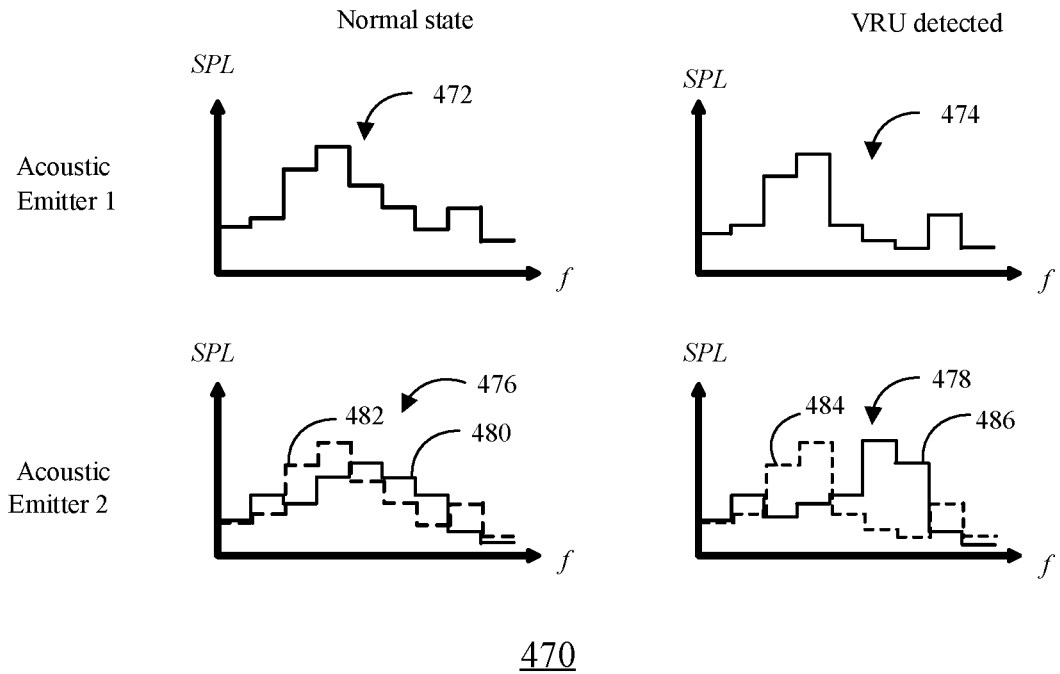 Normal state
VRU detected
SPL
472
Acoustic
Emitter 1
f
SPL
474
f
SPL
476
482
480
Acoustic
Emitter 2
f
SPL
478
484
486
f
470